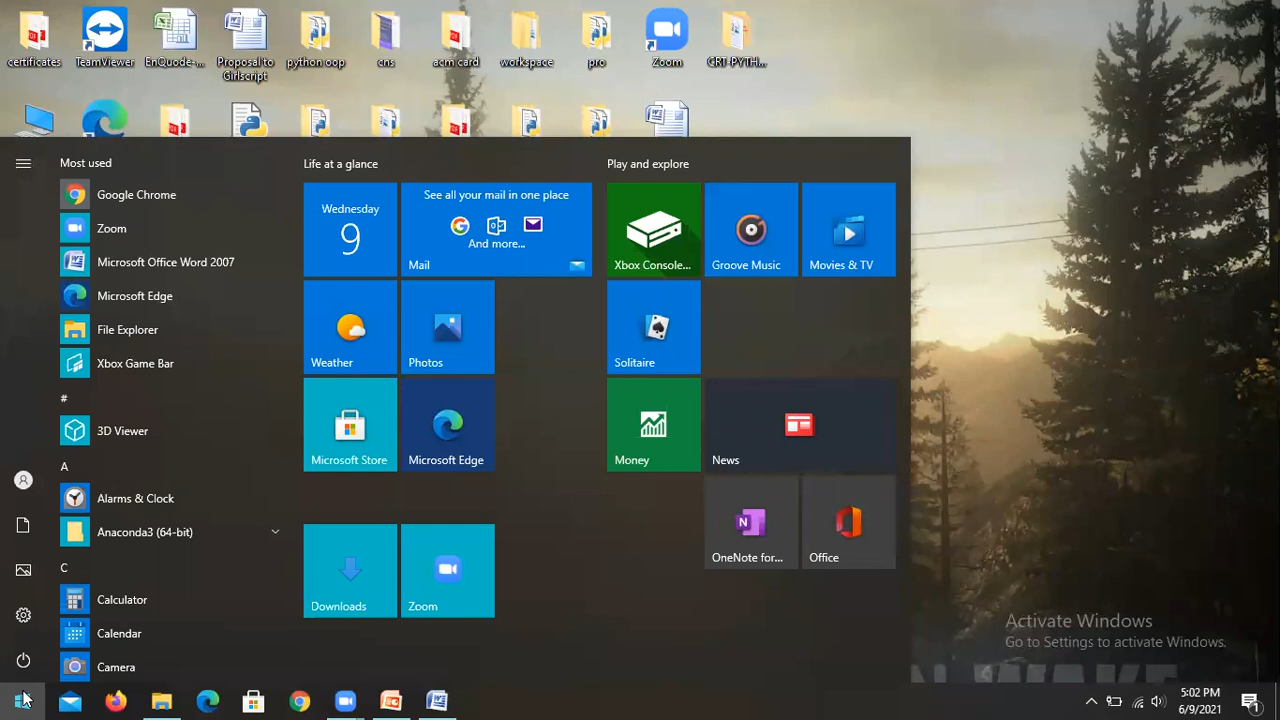 certificates
TeamViewer
EnQuode-...
Proposal to
Girlscript
python oop
cns
acm card
workspace
pro
Zoom
CRT-PYTH...
Most used
Google Chrome
Zoom
Microsoft Office Word 2007
Microsoft Edge
File Explorer
Xbox Game Bar
#
3D Viewer
A
Alarms & Clock
Anaconda3 (64-bit)
C
Calculator
Calendar
Camera
Life at a glance
Wednesday
9
See all your mail in one place
And more...
Mail
Weather
Photos
Microsoft Store
Microsoft Edge
Downloads
Zoom
Play and explore
Xbox Console...
Groove Music
Movies & TV
Solitaire
Money
News
OneNote for...
Office
Activate Windows
Go to Settings to activate Windows.
5:02 PM
6/9/2021